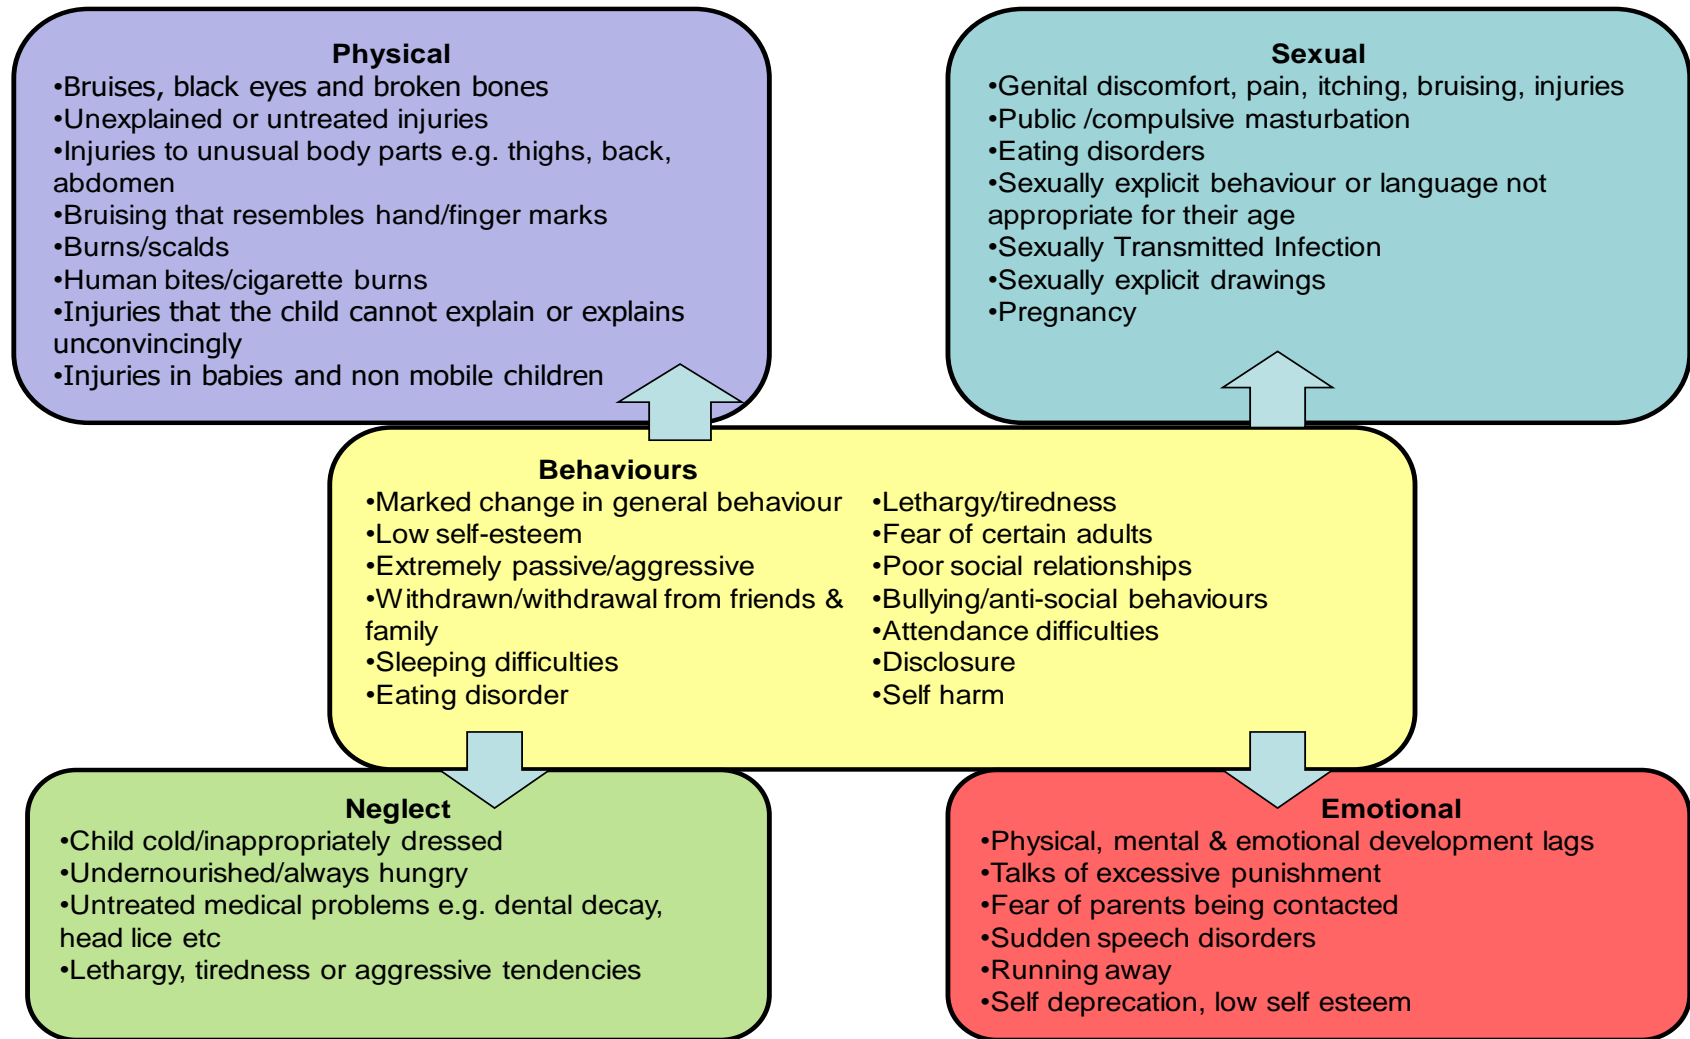 Physical
•Bruises, black eyes and broken bones
•Unexplained or untreated injuries
•Injuries to unusual body parts e.g. thighs, back,
abdomen
•Bruising that resembles hand/finger marks
•Burns/scalds
•Human bites/cigarette burns
•Injuries that the child cannot explain or explains
unconvincingly
•Injuries in babies and non mobile children
Sexual
•Genital discomfort, pain, itching, bruising, injuries
•Public /compulsive masturbation
•Eating disorders
•Sexually explicit behaviour or language not
appropriate for their age
•Sexually Transmitted Infection
•Sexually explicit drawings
•Pregnancy
Behaviours
•Marked change in general behaviour
•Low self-esteem
•Extremely passive/aggressive
•Withdrawn/withdrawal from friends &
family
•Sleeping difficulties
•Eating disorder
•Lethargy/tiredness
•Fear of certain adults
•Poor social relationships
•Bullying/anti-social behaviours
•Attendance difficulties
•Disclosure
•Self harm
Neglect
•Child cold/inappropriately dressed
•Undernourished/always hungry
•Untreated medical problems e.g. dental decay,
head lice etc
•Lethargy, tiredness or aggressive tendencies
Emotional
•Physical, mental & emotional development lags
•Talks of excessive punishment
•Fear of parents being contacted
•Sudden speech disorders
•Running away
•Self deprecation, low self esteem